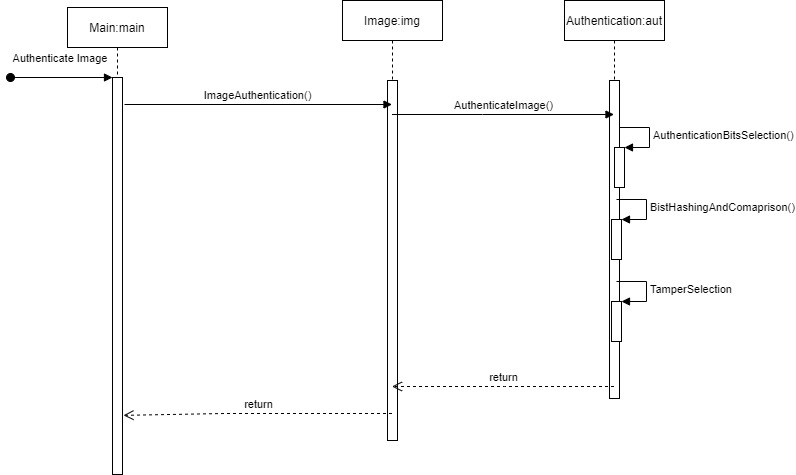 Main:main
Image:img
Authentication:aut
Authenticate Image
ImageAuthentication()
AuthenticateImage()
AuthenticationBitsSelection()
BistHashingAndComaprison()
TamperSelection
return
return